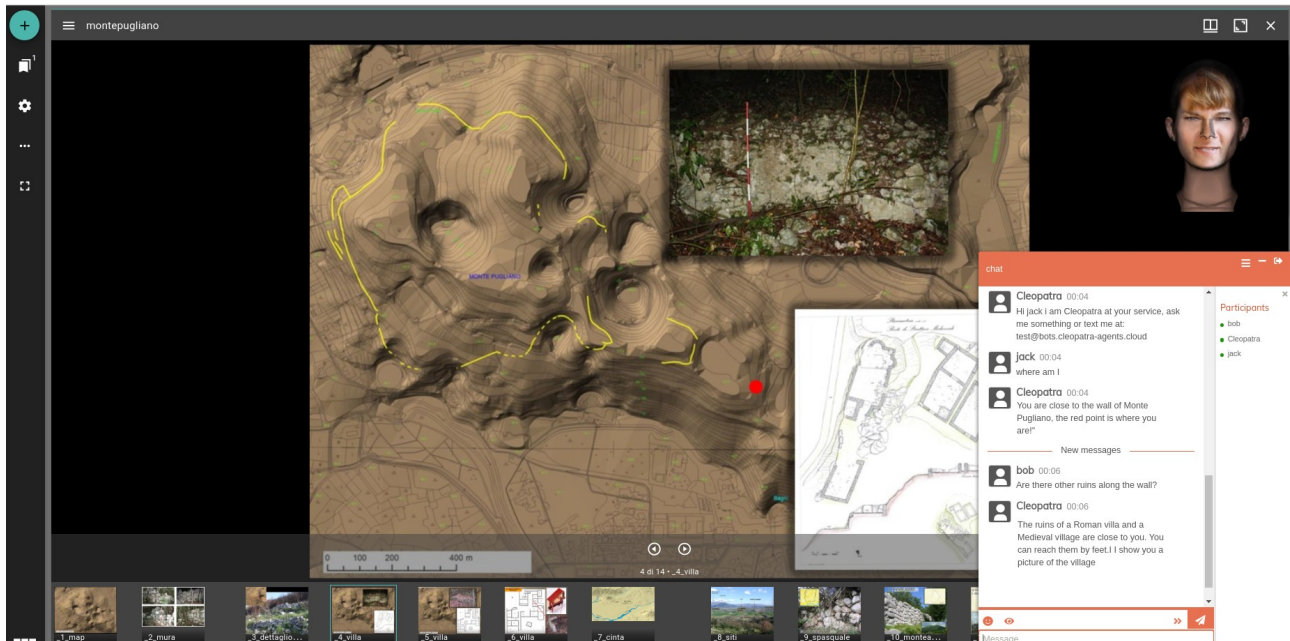 montepugliano
1
MONTE PUGLIANO
0 100 200 400 m
4 di 14 • _4_villa
_1_map
_2_mura
_3_dettaglio...
_4_villa
_5_villa
_6_villa
_7_cinta
_8_siti
_9_spasquale
_10_montea...
chat
Cleopatra 00:04
Hi jack i am Cleopatra at your service, ask
me something or text me at:
test@bots.cleopatra-agents.cloud
jack 00:04
where am I
Cleopatra 00:04
You are close to the wall of Monte
Pugliano, the red point is where you
are!"
New messages
bob 00:06
Are there other ruins along the wall?
Cleopatra 00:06
The ruins of a Roman villa and a
Medieval village are close to you. You
can reach them by feet.I I show you a
picture of the village
Message
Participants
bob
Cleopatra
jack